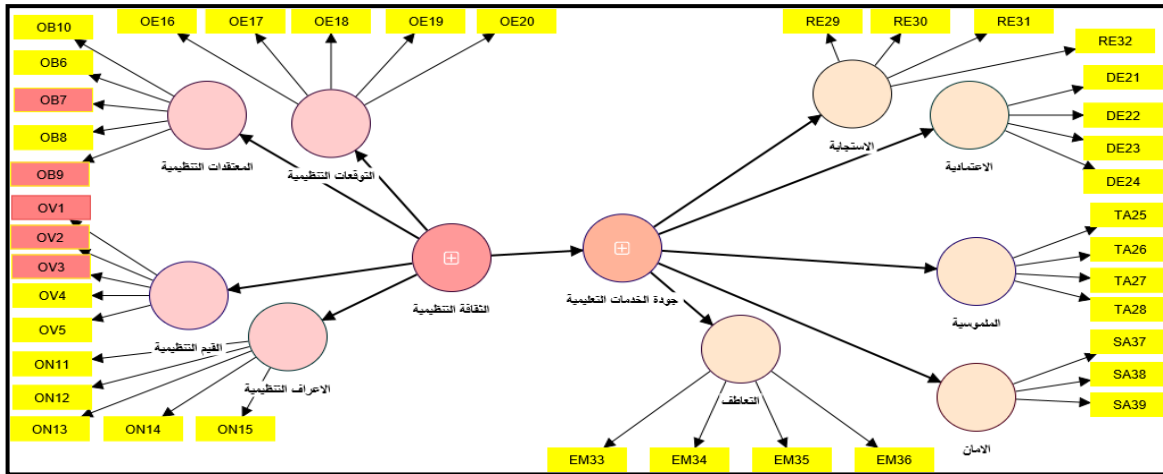 OB10
OB6
OB7
OB8
OB9
المعتقدات التنظيمية
OE16
OE17
OE18
OE19
OE20
التوقعات التنظيمية
OV1
OV2
OV3
OV4
OV5
القيم التنظيمية
ON11
ON12
ON13
ON14
ON15
الاعراف التنظيمية
الثقافة التنظيمية
جودة الخدمات التعليمية
RE29
RE30
RE31
RE32
الاستجابة
DE21
DE22
DE23
DE24
الاعتمادية
TA25
TA26
TA27
TA28
الملموسية
SA37
SA38
SA39
الامان
التعاطف
EM33
EM34
EM35
EM36